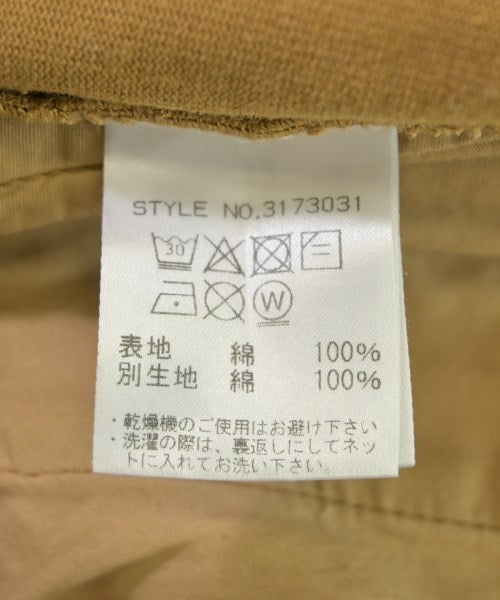 STYLE NO.3173031
30
W
表地 綿 100%
別生地 綿 100%
・乾燥機のご使用はお避け下さい
・洗濯の際は、裏返しにしてネッ
トに入れてお洗い下さい。